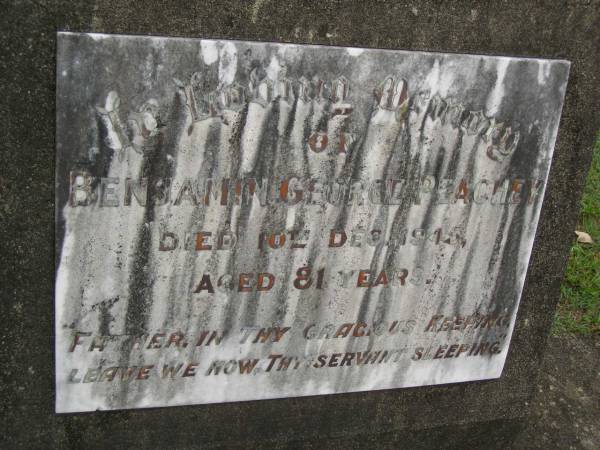 In Loving Memory
OF
BENJAMIN GEORGE PEACHEY
DIED 10TH DEC.
AGED 81 YEARS.
FATHER, IN THY GRACIOUS KEEPING,
LEAVE WE NOW, THY SERVANT SLEEPING.